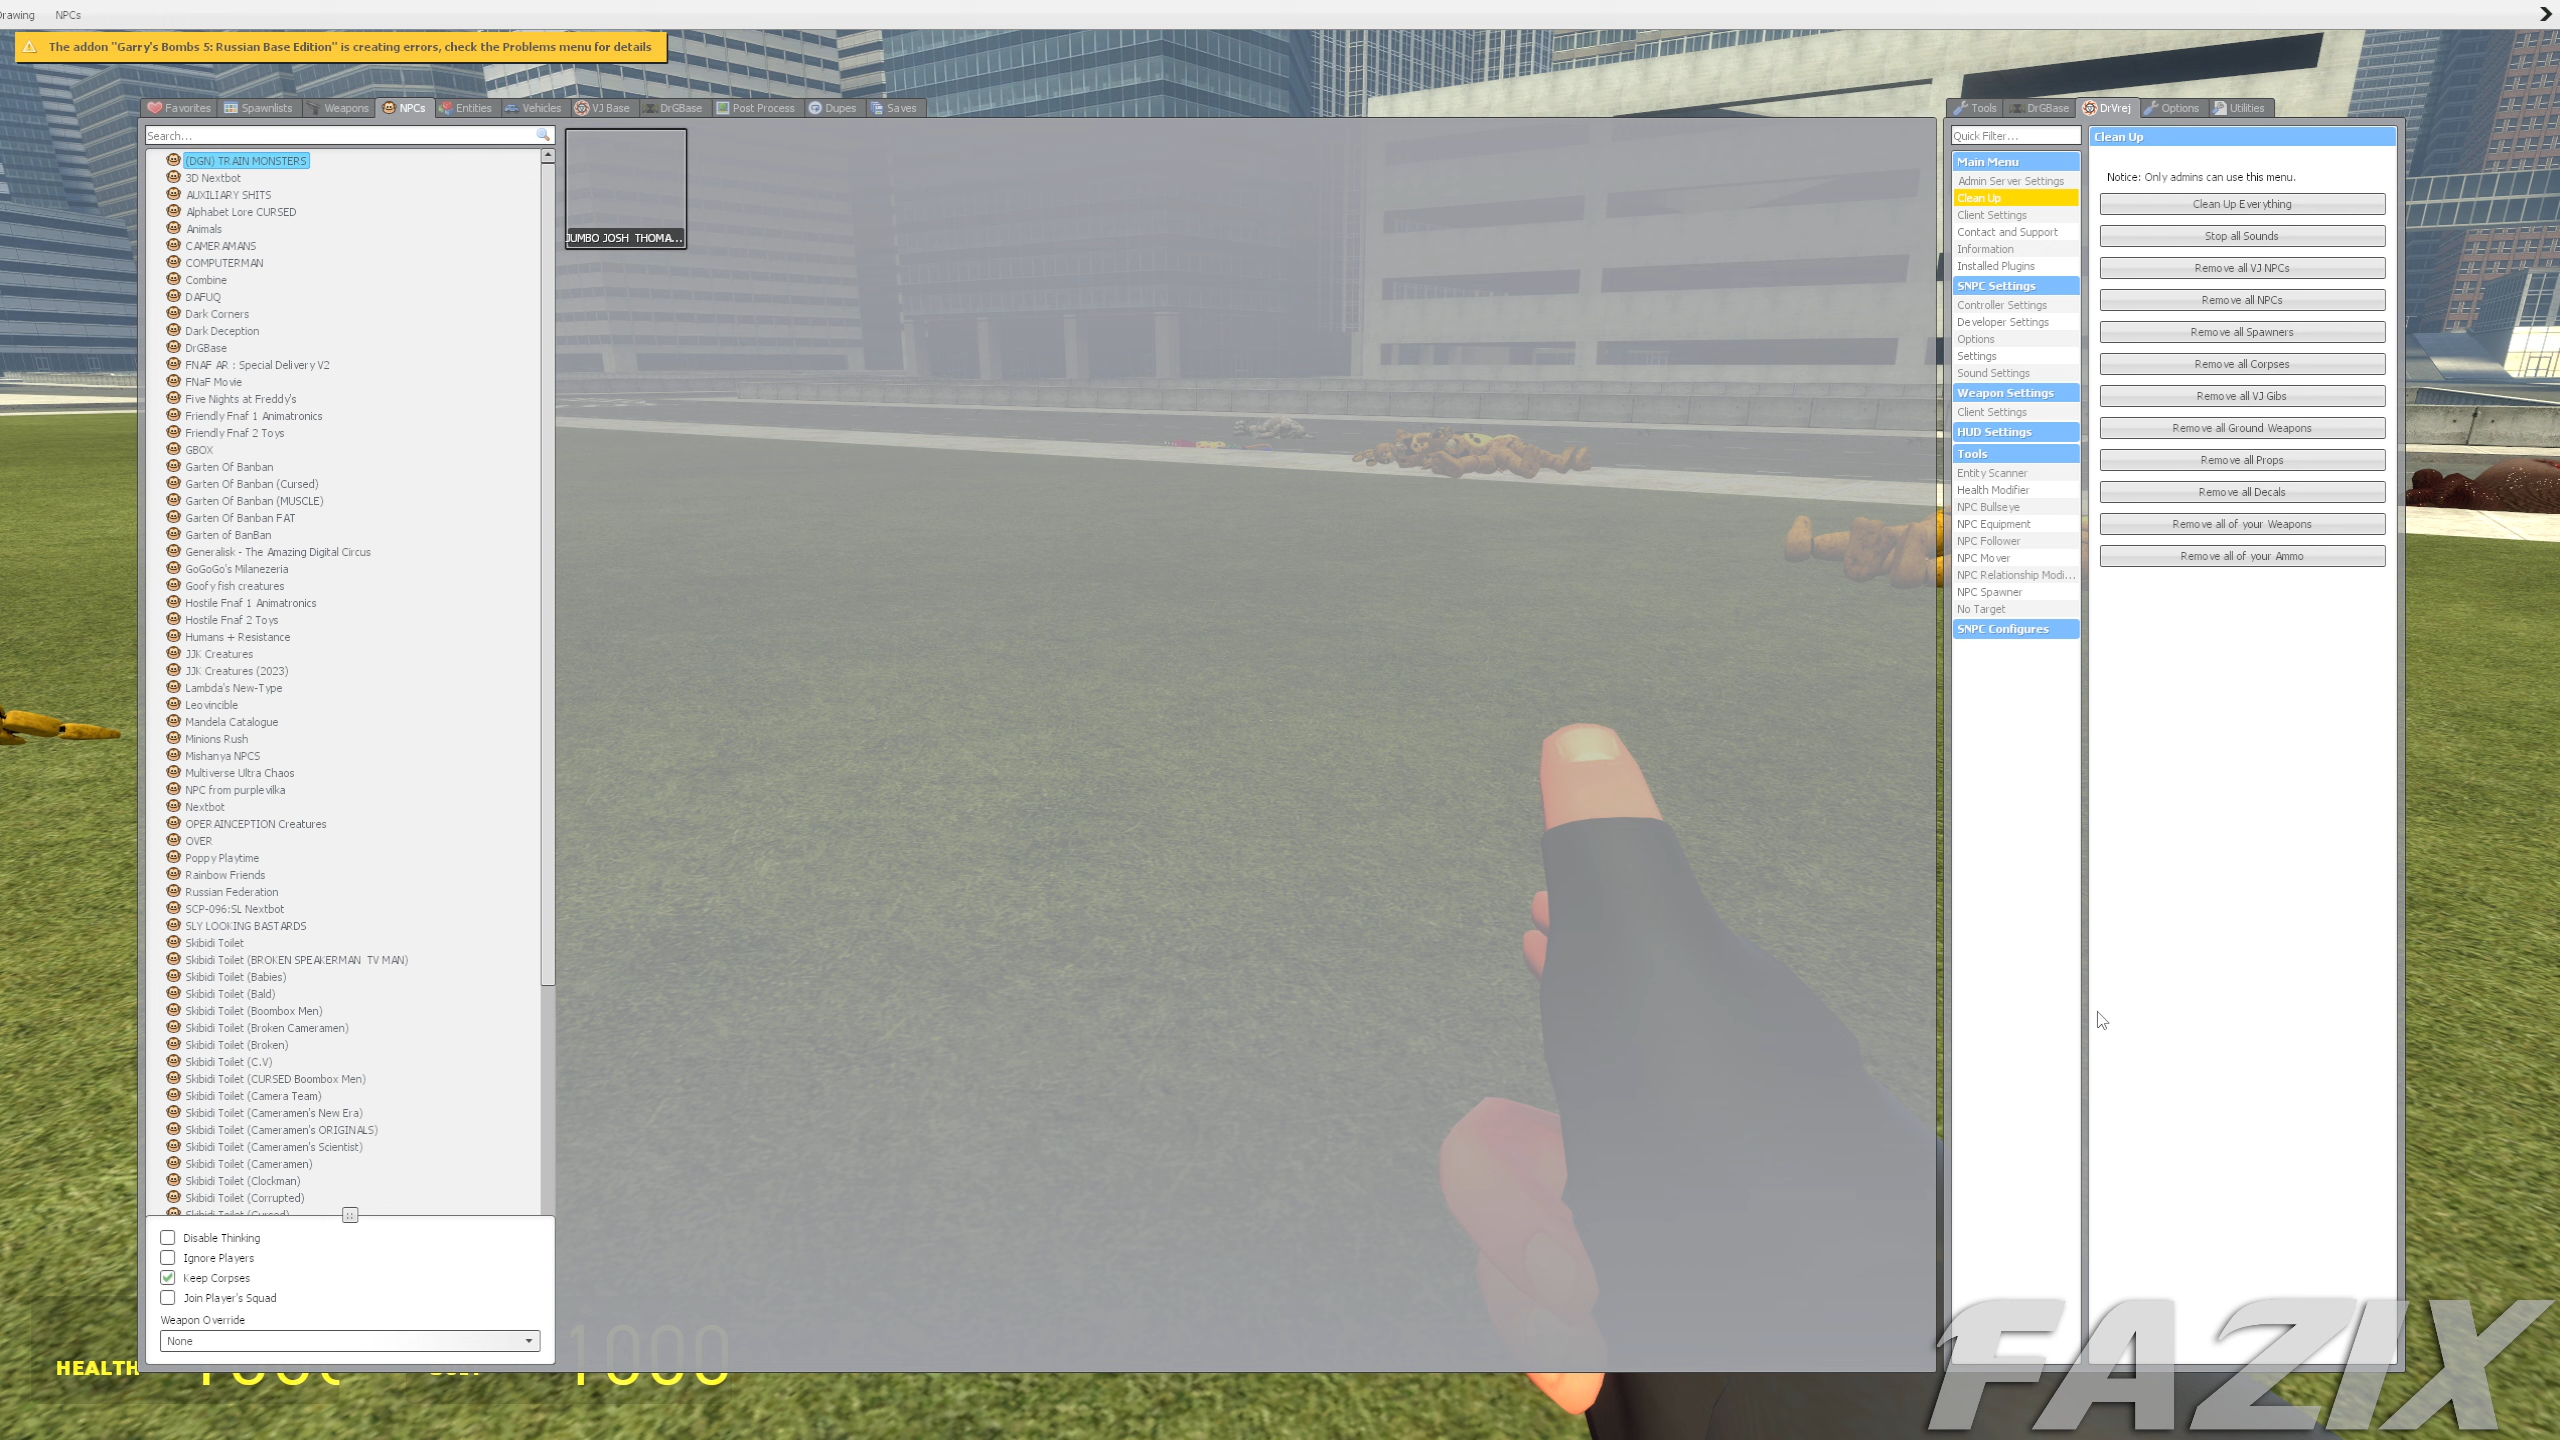 Drawing NPCs
The addon "Garry's Bombs 5: Russian Base Edition" is creating errors, check the Problems menu for details
Favorites Spawnlists Weapons NPCs Entities Vehicles VJ Base DrGBase Post Process Dupes Saves
Search...
(DGN) TRAIN MONSTERS
3D Nextbot
AUXILIARY SHITS
Alphabet Lore CURSED
Animals
CAMERAMANS
COMPUTERMAN
Combine
DAFUQ
Dark Corners
Dark Deception
DrGBase
FNAF AR : Special Delivery V2
FNaF Movie
Five Nights at Freddy's
Friendly Fnaf 1 Animatronics
Friendly Fnaf 2 Toys
GBOX
Garten Of Banban
Garten Of Banban (Cursed)
Garten Of Banban (MUSCLE)
Garten Of Banban FAT
Garten of BanBan
Generalisk - The Amazing Digital Circus
GoGoGo's Milanezeria
Goofy fish creatures
Hostile Fnaf 1 Animatronics
Hostile Fnaf 2 Toys
Humans + Resistance
JJK Creatures
JJK Creatures (2023)
Lambda's New-Type
Leovincible
Mandela Catalogue
Minions Rush
Mishanya NPCS
Multiverse Ultra Chaos
NPC from purplevilka
Nextbot
OPERAINCEPTION Creatures
OVER
Poppy Playtime
Rainbow Friends
Russian Federation
SCP-096:SL Nextbot
SLY LOOKING BASTARDS
Skibidi Toilet
Skibidi Toilet (BROKEN SPEAKERMAN TV MAN)
Skibidi Toilet (Babies)
Skibidi Toilet (Bald)
Skibidi Toilet (Boombox Men)
Skibidi Toilet (Broken Cameramen)
Skibidi Toilet (Broken)
Skibidi Toilet (C.V)
Skibidi Toilet (CURSED Boombox Men)
Skibidi Toilet (Camera Team)
Skibidi Toilet (Cameramen's New Era)
Skibidi Toilet (Cameramen's ORIGINALS)
Skibidi Toilet (Cameramen's Scientist)
Skibidi Toilet (Cameramen)
Skibidi Toilet (Clockman)
Skibidi Toilet (Corrupted)
Skibidi Toilet (Cursed)
Disable Thinking
Ignore Players
Keep Corpses
Join Player's Squad
Weapon Override
None
JUMBO JOSH THOMA...
Tools DrGBase DrVrej Options Utilities
Quick Filter...
Main Menu
Admin Server Settings
Clean Up
Client Settings
Contact and Support
Information
Installed Plugins
SNPC Settings
Controller Settings
Developer Settings
Options
Settings
Sound Settings
Weapon Settings
Client Settings
HUD Settings
Tools
Entity Scanner
Health Modifier
NPC Bullseye
NPC Equipment
NPC Follower
NPC Mover
NPC Relationship Modi...
NPC Spawner
No Target
SNPC Configures
Clean Up
Notice: Only admins can use this menu.
Clean Up Everything
Stop all Sounds
Remove all VJ NPCs
Remove all NPCs
Remove all Spawners
Remove all Corpses
Remove all VJ Gibs
Remove all Ground Weapons
Remove all Props
Remove all Decals
Remove all of your Weapons
Remove all of your Ammo
HEALTH 1000
1000
FAZIX